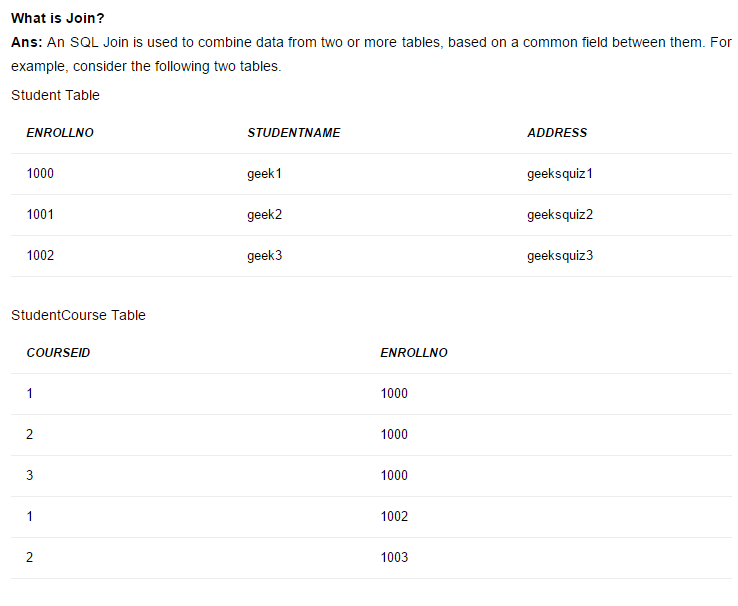 What is Join?
Ans: An SQL Join is used to combine data from two or more tables, based on a common field between them. For
example, consider the following two tables.
Student Table
ENROLLNO STUDENTNAME ADDRESS
1000 geek1 geeksquiz1
1001 geek2 geeksquiz2
1002 geek3 geeksquiz3
StudentCourse Table
COURSEID ENROLLNO
1 1000
2 1000
3 1000
1 1002
2 1003